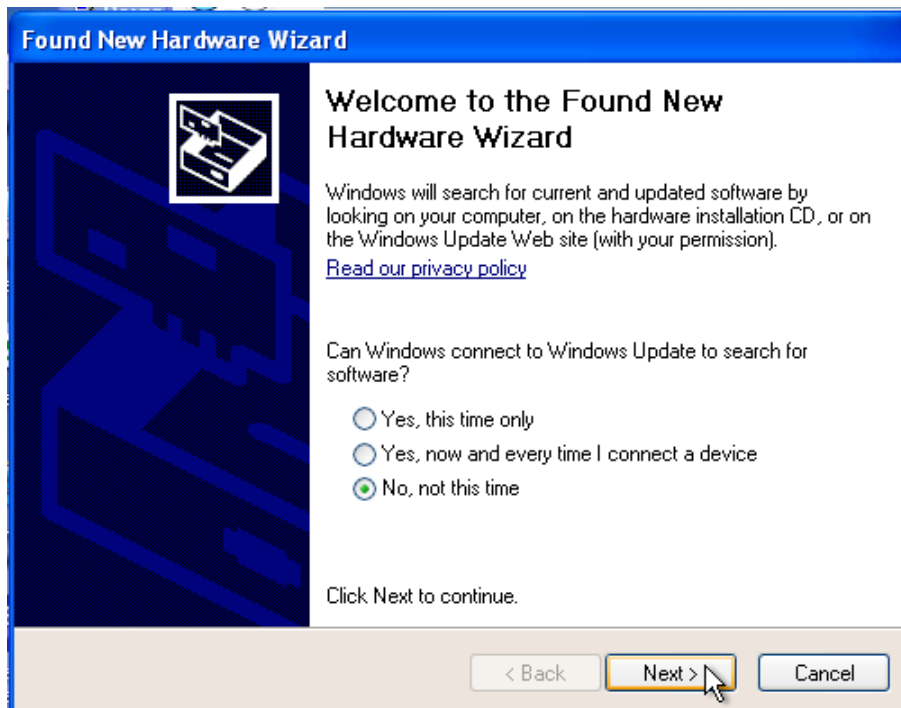 Found New Hardware Wizard
Welcome to the Found New
Hardware Wizard
Windows will search for current and updated software by
looking on your computer, on the hardware installation CD, or on
the Windows Update Web site (with your permission).
Read our privacy policy
Can Windows connect to Windows Update to search for
software?
Yes, this time only
Yes, now and every time I connect a device
No, not this time
Click Next to continue.
< Back
Next >
Cancel